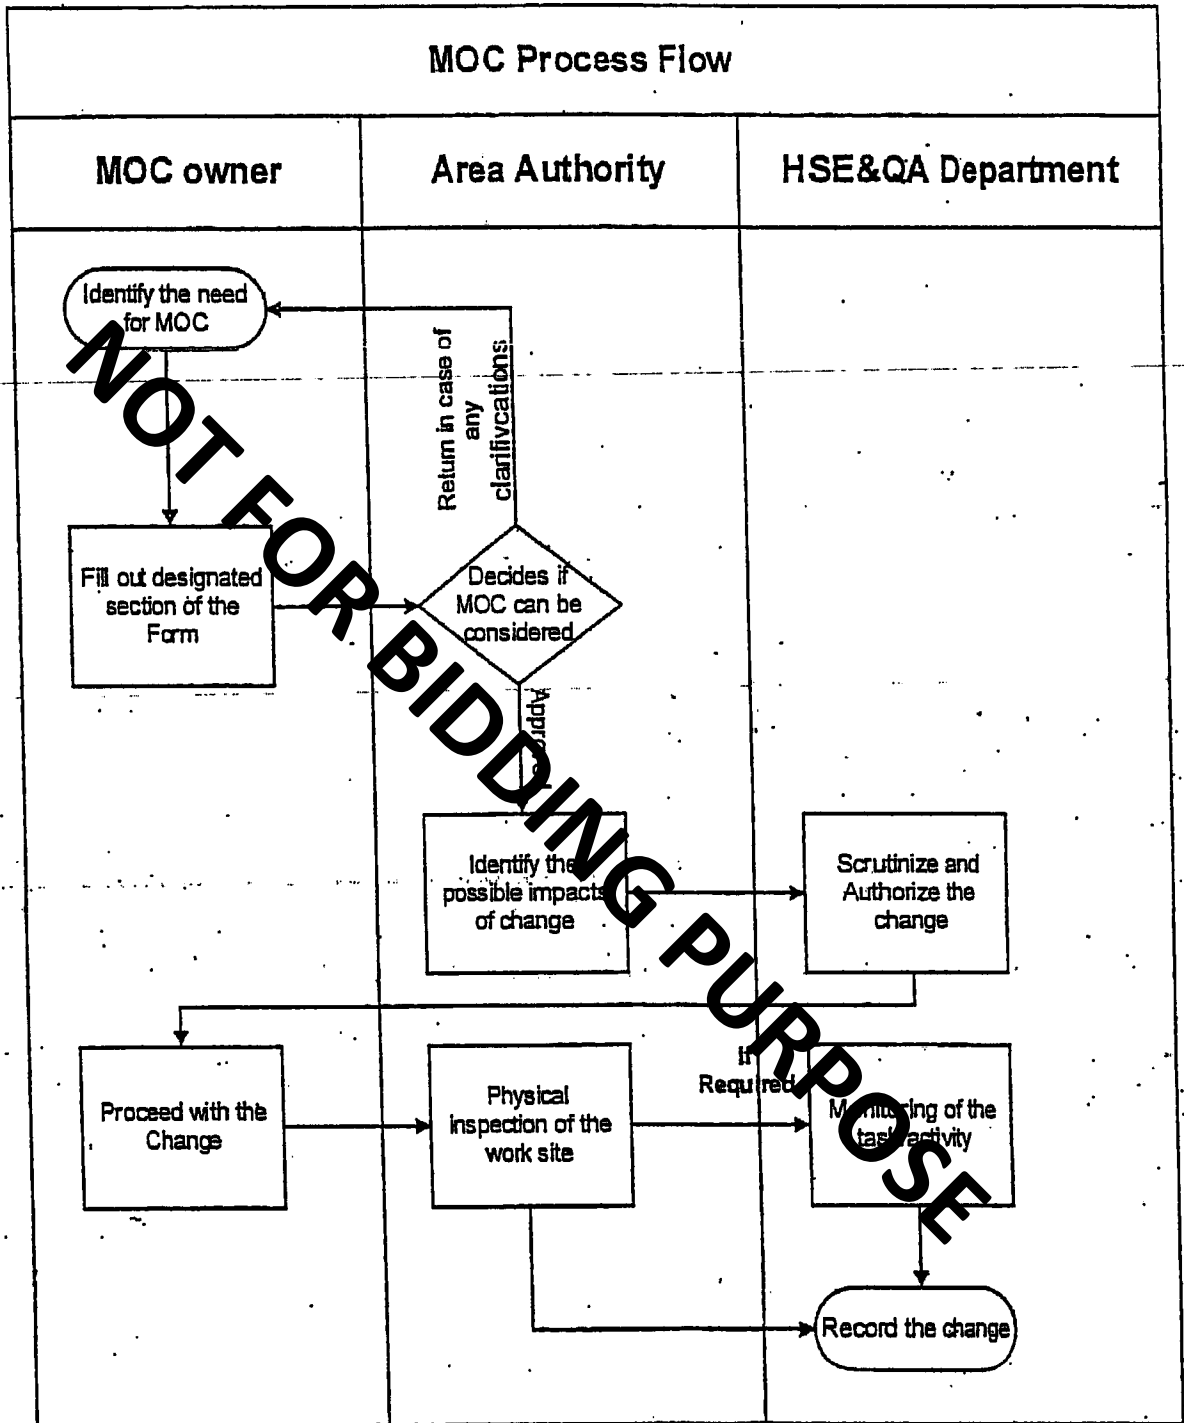 MOC Process Flow
MOC owner
Area Authority
HSE&QA Department
Identify the need
for MOC
Return in case of
any
clarifivcations
Fill out designated
section of the
Form
Decides if
MOC can be
considered
Identify the
possible impacts
of change
Scrutinize and
Authorize the
change
Proceed with the
Change
Physical
inspection of the
work site
If
Required
Monitoring of the
task/activity
Record the change
NOT FOR BIDDING PURPOSE